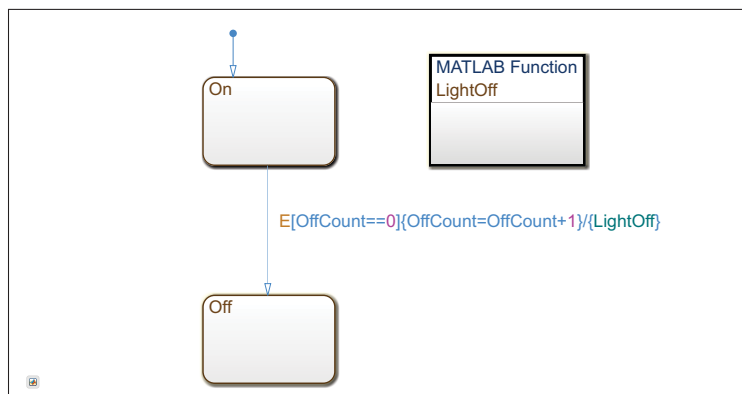 On
MATLAB Function
LightOff
E[OffCount==0]{OffCount=OffCount+1}/{LightOff}
Off